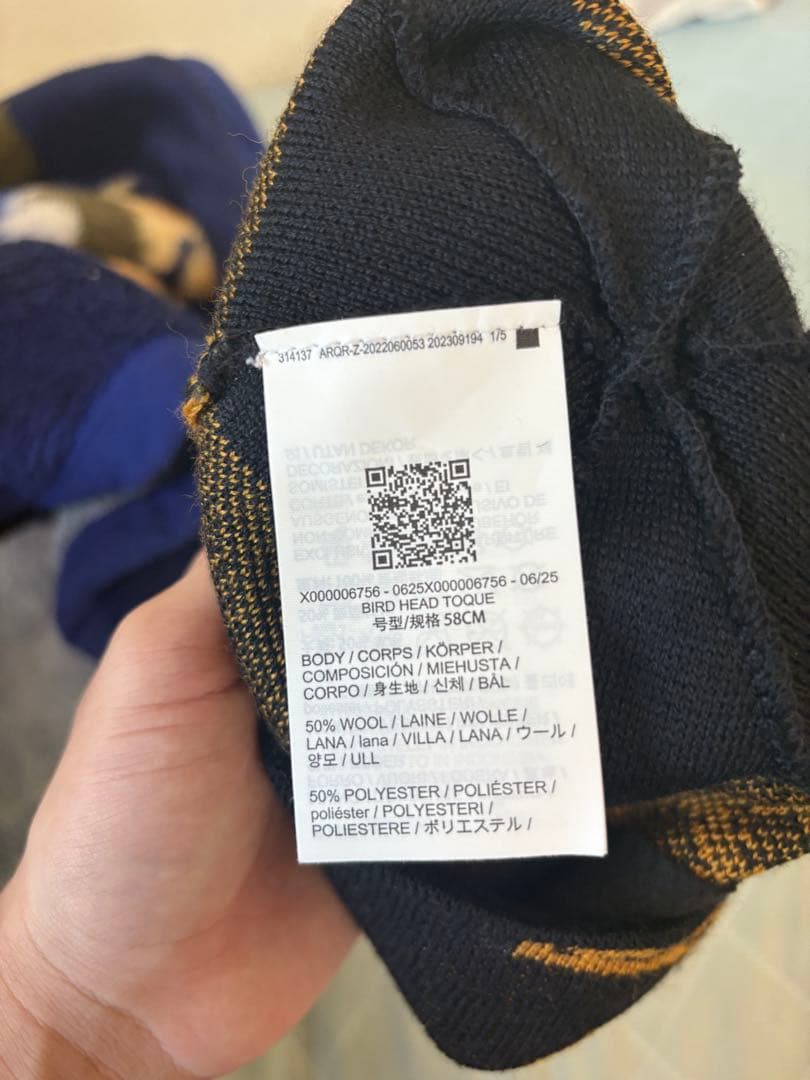 314137 ARQR-Z-2022060053 202309194 1/5
X000006756 - 0625X000006756 - 06/25
BIRD HEAD TOQUE
号型/规格 58CM
BODY / CORPS / KÖRPER /
COMPOSICIÓN / MIEHUSTA /
CORPO / 身生地 / 신체 / BÅL
50% WOOL / LAINE / WOLLE /
LANA / lana / VILLA / LANA / ウール /
양모 / ULL
50% POLYESTER / POLIÉSTER /
poliéster / POLYESTERI /
POLIESTERE / ポリエステル /